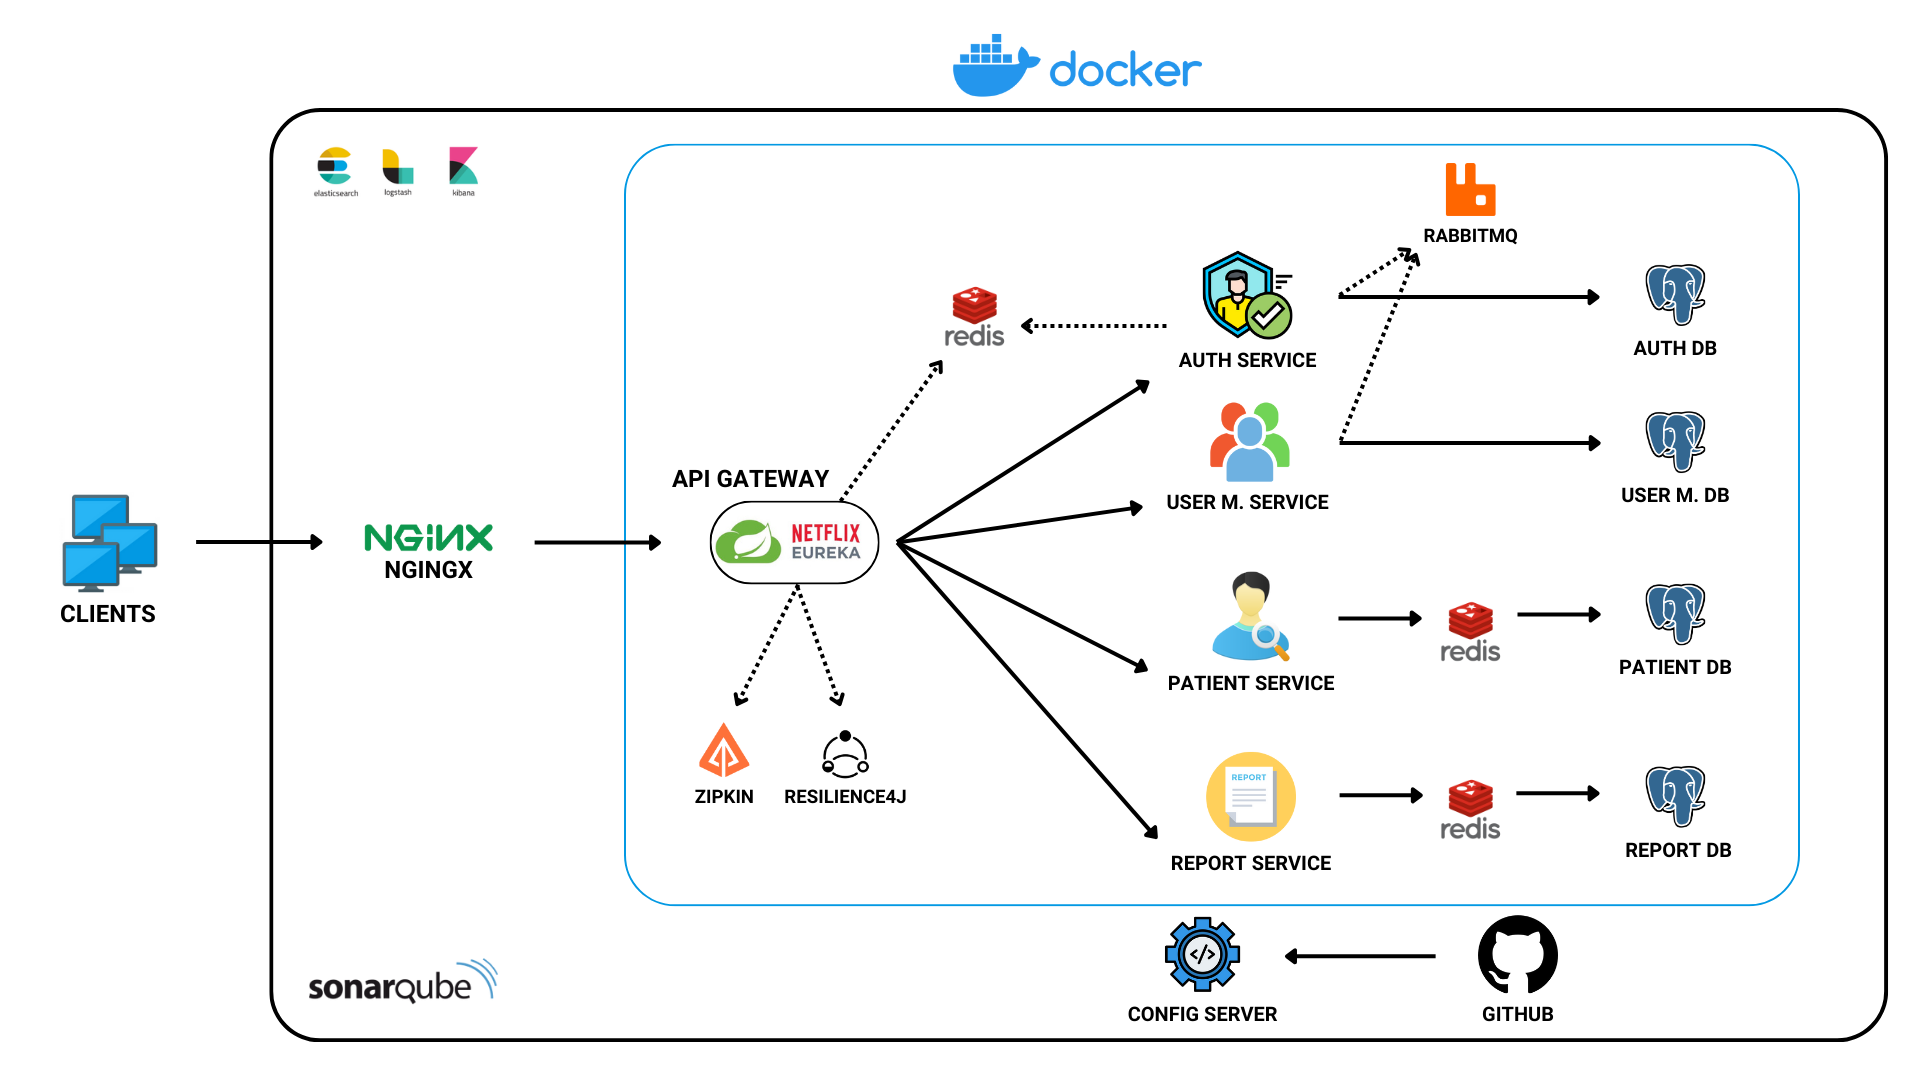 docker
elasticsearch
logstash
kibana
RABBITMQ
redis
AUTH SERVICE
AUTH DB
API GATEWAY
NETFLIX
EUREKA
USER M. SERVICE
USER M. DB
CLIENTS
NGiNX
NGINGX
PATIENT SERVICE
redis
PATIENT DB
ZIPKIN
RESILIENCE4J
REPORT
REPORT SERVICE
redis
REPORT DB
sonarqube
</>
CONFIG SERVER
GITHUB